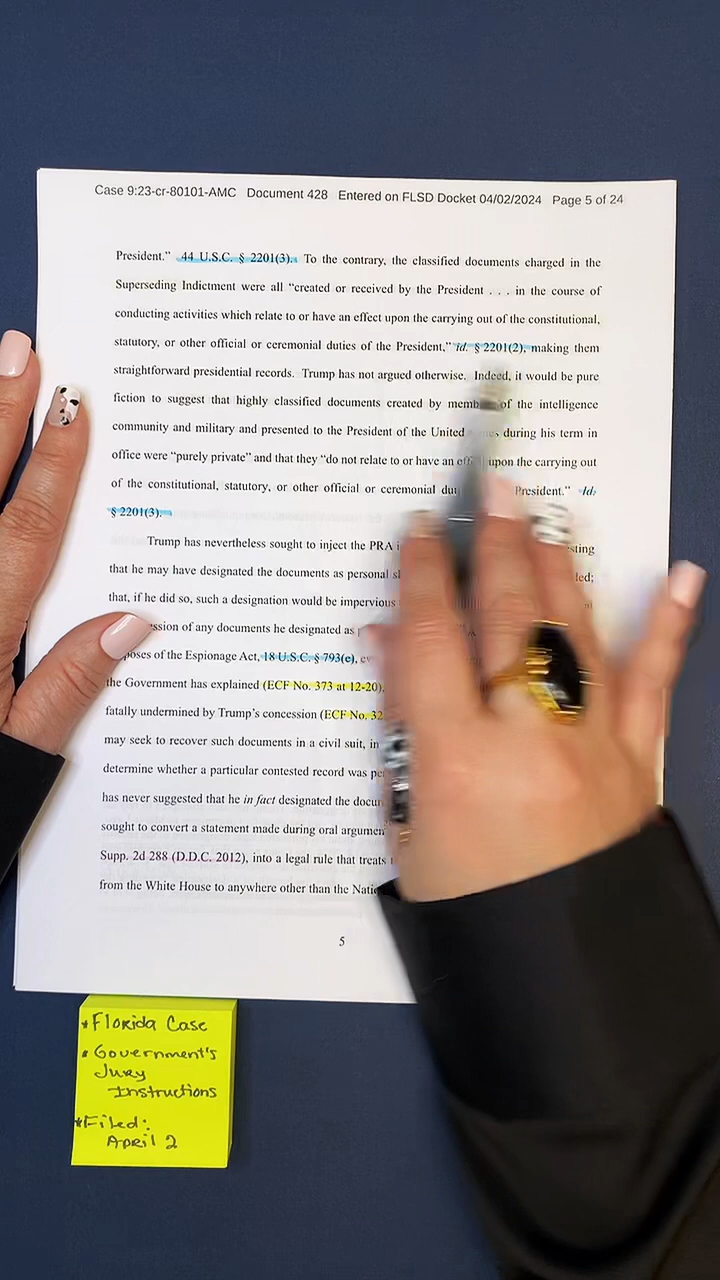 Case 9:23-cr-80101-AMC Document 428 Entered on FLSD Docket 04/02/2024 Page 5 of 24
President.” 44 U.S.C. § 2201(3). To the contrary, the classified documents charged in the
Superseding Indictment were all “created or received by the President . . . in the course of
conducting activities which relate to or have an effect upon the carrying out of the constitutional,
statutory, or other official or ceremonial duties of the President,” id. § 2201(2), making them
straightforward presidential records. Trump has not argued otherwise. Indeed, it would be pure
fiction to suggest that highly classified documents created by of the intelligence
community and military and presented to the President of the United during his term in
office were “purely private” and that they “do not relate to or have an upon the carrying out
of the constitutional, statutory, or other official or ceremonial President.” Id.
§ 2201(3).
Trump has nevertheless sought to inject the PRA
that he may have designated the documents as personal
that, if he did so, such a designation would be impervious
of any documents he designated as
of the Espionage Act, 18 U.S.C. § 793(e),
the Government has explained (ECF No. 373 at 12-20),
fatally undermined by Trump’s concession (ECF No. 32
may seek to recover such documents in a civil suit, in
determine whether a particular contested record was
has never suggested that he in fact designated the
sought to convert a statement made during oral
Supp. 2d 288 (D.D.C. 2012), into a legal rule that treats
from the White House to anywhere other than the
5
*Florida Case
• Government's
Jury
Instructions
*Filed:
April 2